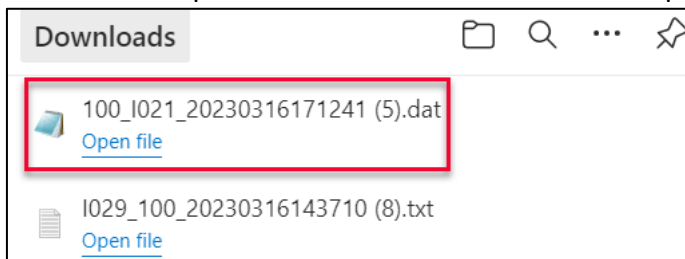 Downloads
100_I021_20230316171241 (5).dat
Open file
I029_100_20230316143710 (8).txt
Open file